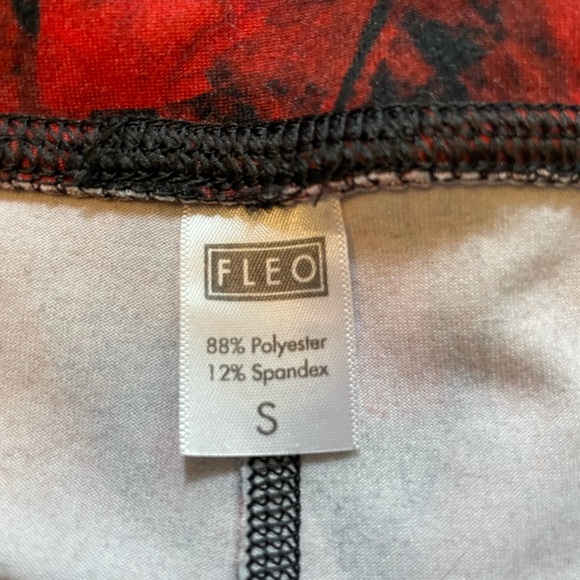 FLEO
88% Polyester
12% Spandex
S